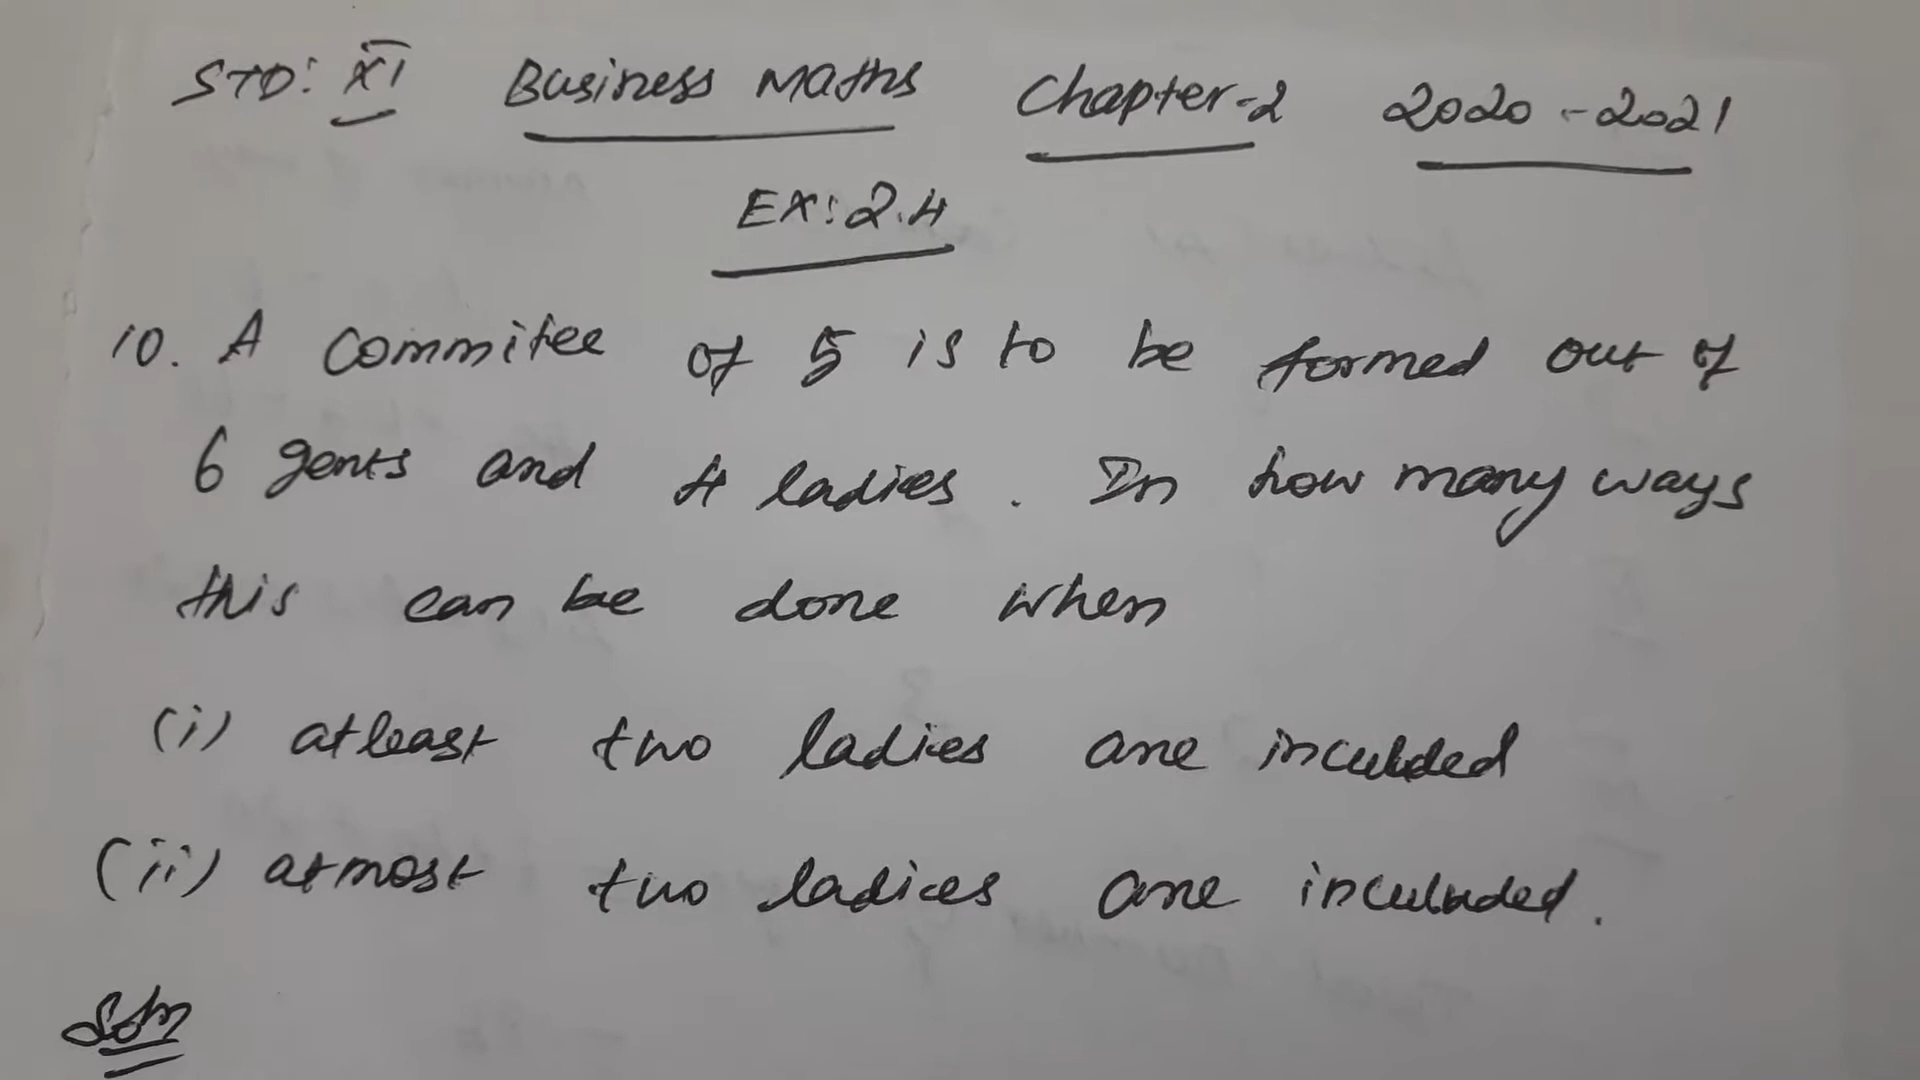 STD: XI Business Maths Chapter-2 2020-2021
EX: 2.4
10. A Commitee of 5 is to be formed out of
6 gents and 4 ladies. In how many ways
this can be done when
(i) atleast two ladies are inculded
(ii) atmost two ladies are inculuded.
Soln